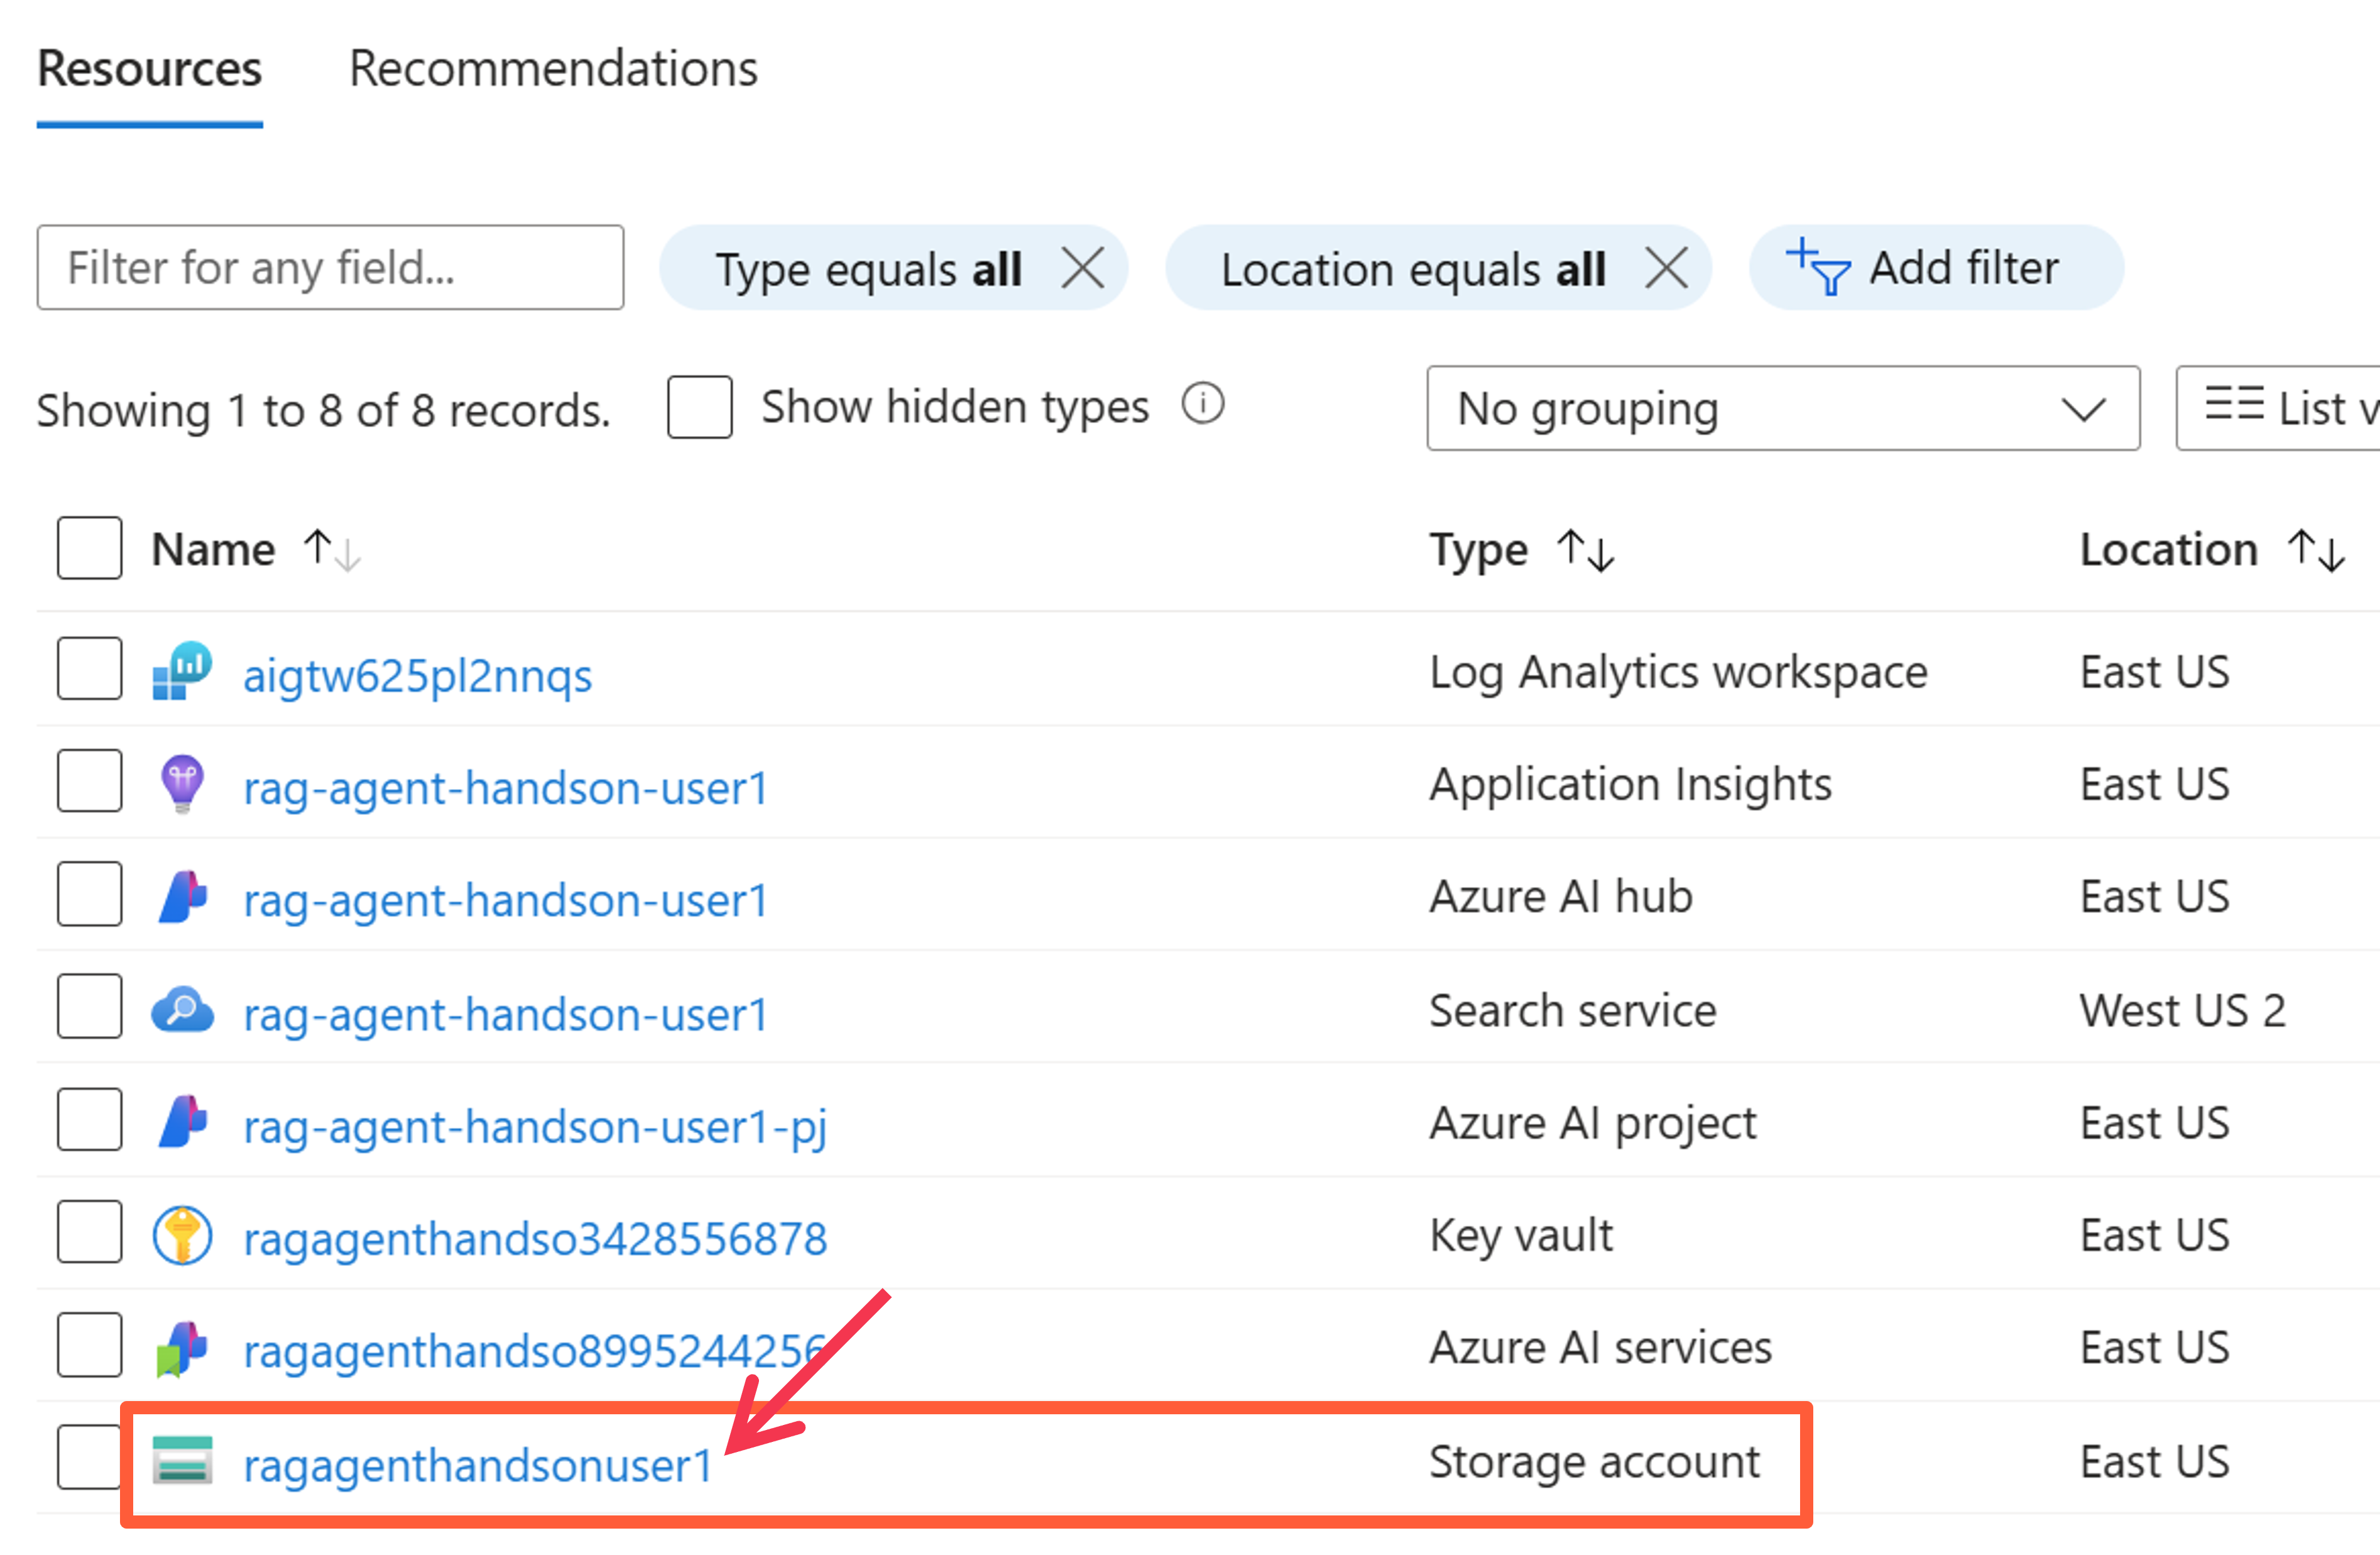 Resources Recommendations
Filter for any field... Type equals all Location equals all Add filter
Showing 1 to 8 of 8 records. Show hidden types No grouping List v
Name Type Location
aigtw625pl2nnqs Log Analytics workspace East US
rag-agent-handson-user1 Application Insights East US
rag-agent-handson-user1 Azure AI hub East US
rag-agent-handson-user1 Search service West US 2
rag-agent-handson-user1-pj Azure AI project East US
ragagenthandso3428556878 Key vault East US
ragagenthandso8995244256 Azure AI services East US
ragagenthandsonuser1 Storage account East US